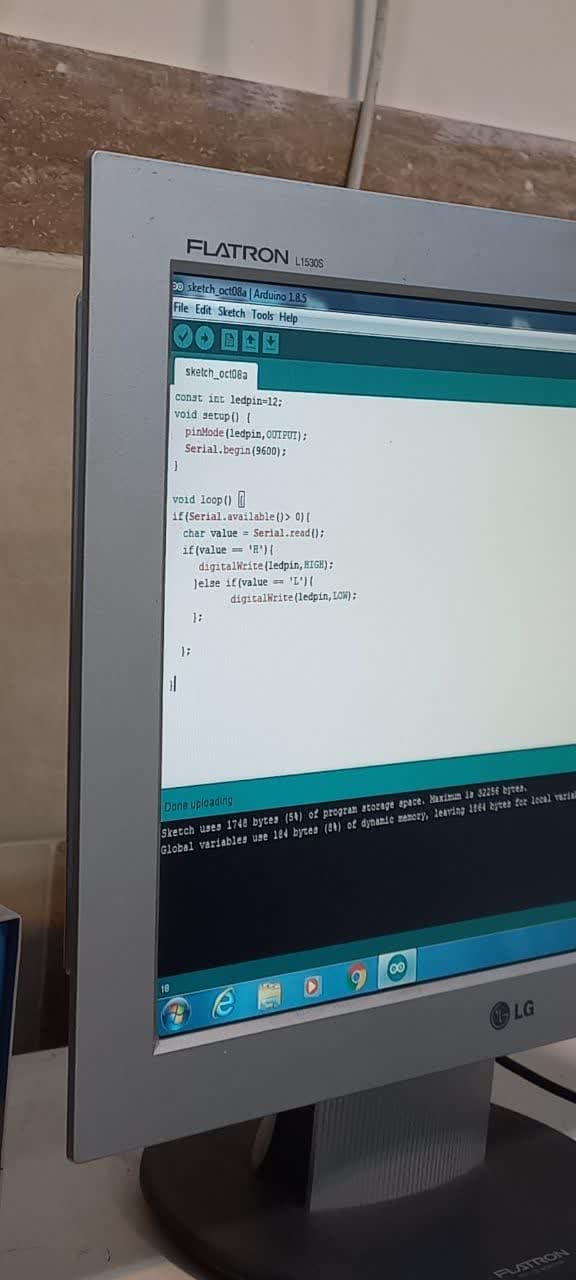 FLATRON L1530S
sketch_oct08a | Arduino 1.8.5
File Edit Sketch Tools Help
sketch_oct08a
const int ledpin=12;
void setup() {
pinMode(ledpin,OUTPUT);
Serial.begin(9600);
}
void loop() {
if(Serial.available()> 0){
char value = Serial.read();
if(value == 'H'){
digitalWrite(ledpin,HIGH);
}else if(value == 'L'){
digitalWrite(ledpin,LOW);
};
};
}
Done uploading
Sketch uses 1748 bytes (5%) of program storage space. Maximum is 32256 bytes.
Global variables use 184 bytes (8%) of dynamic memory, leaving 1864 bytes for local
18
LG
FLATRON